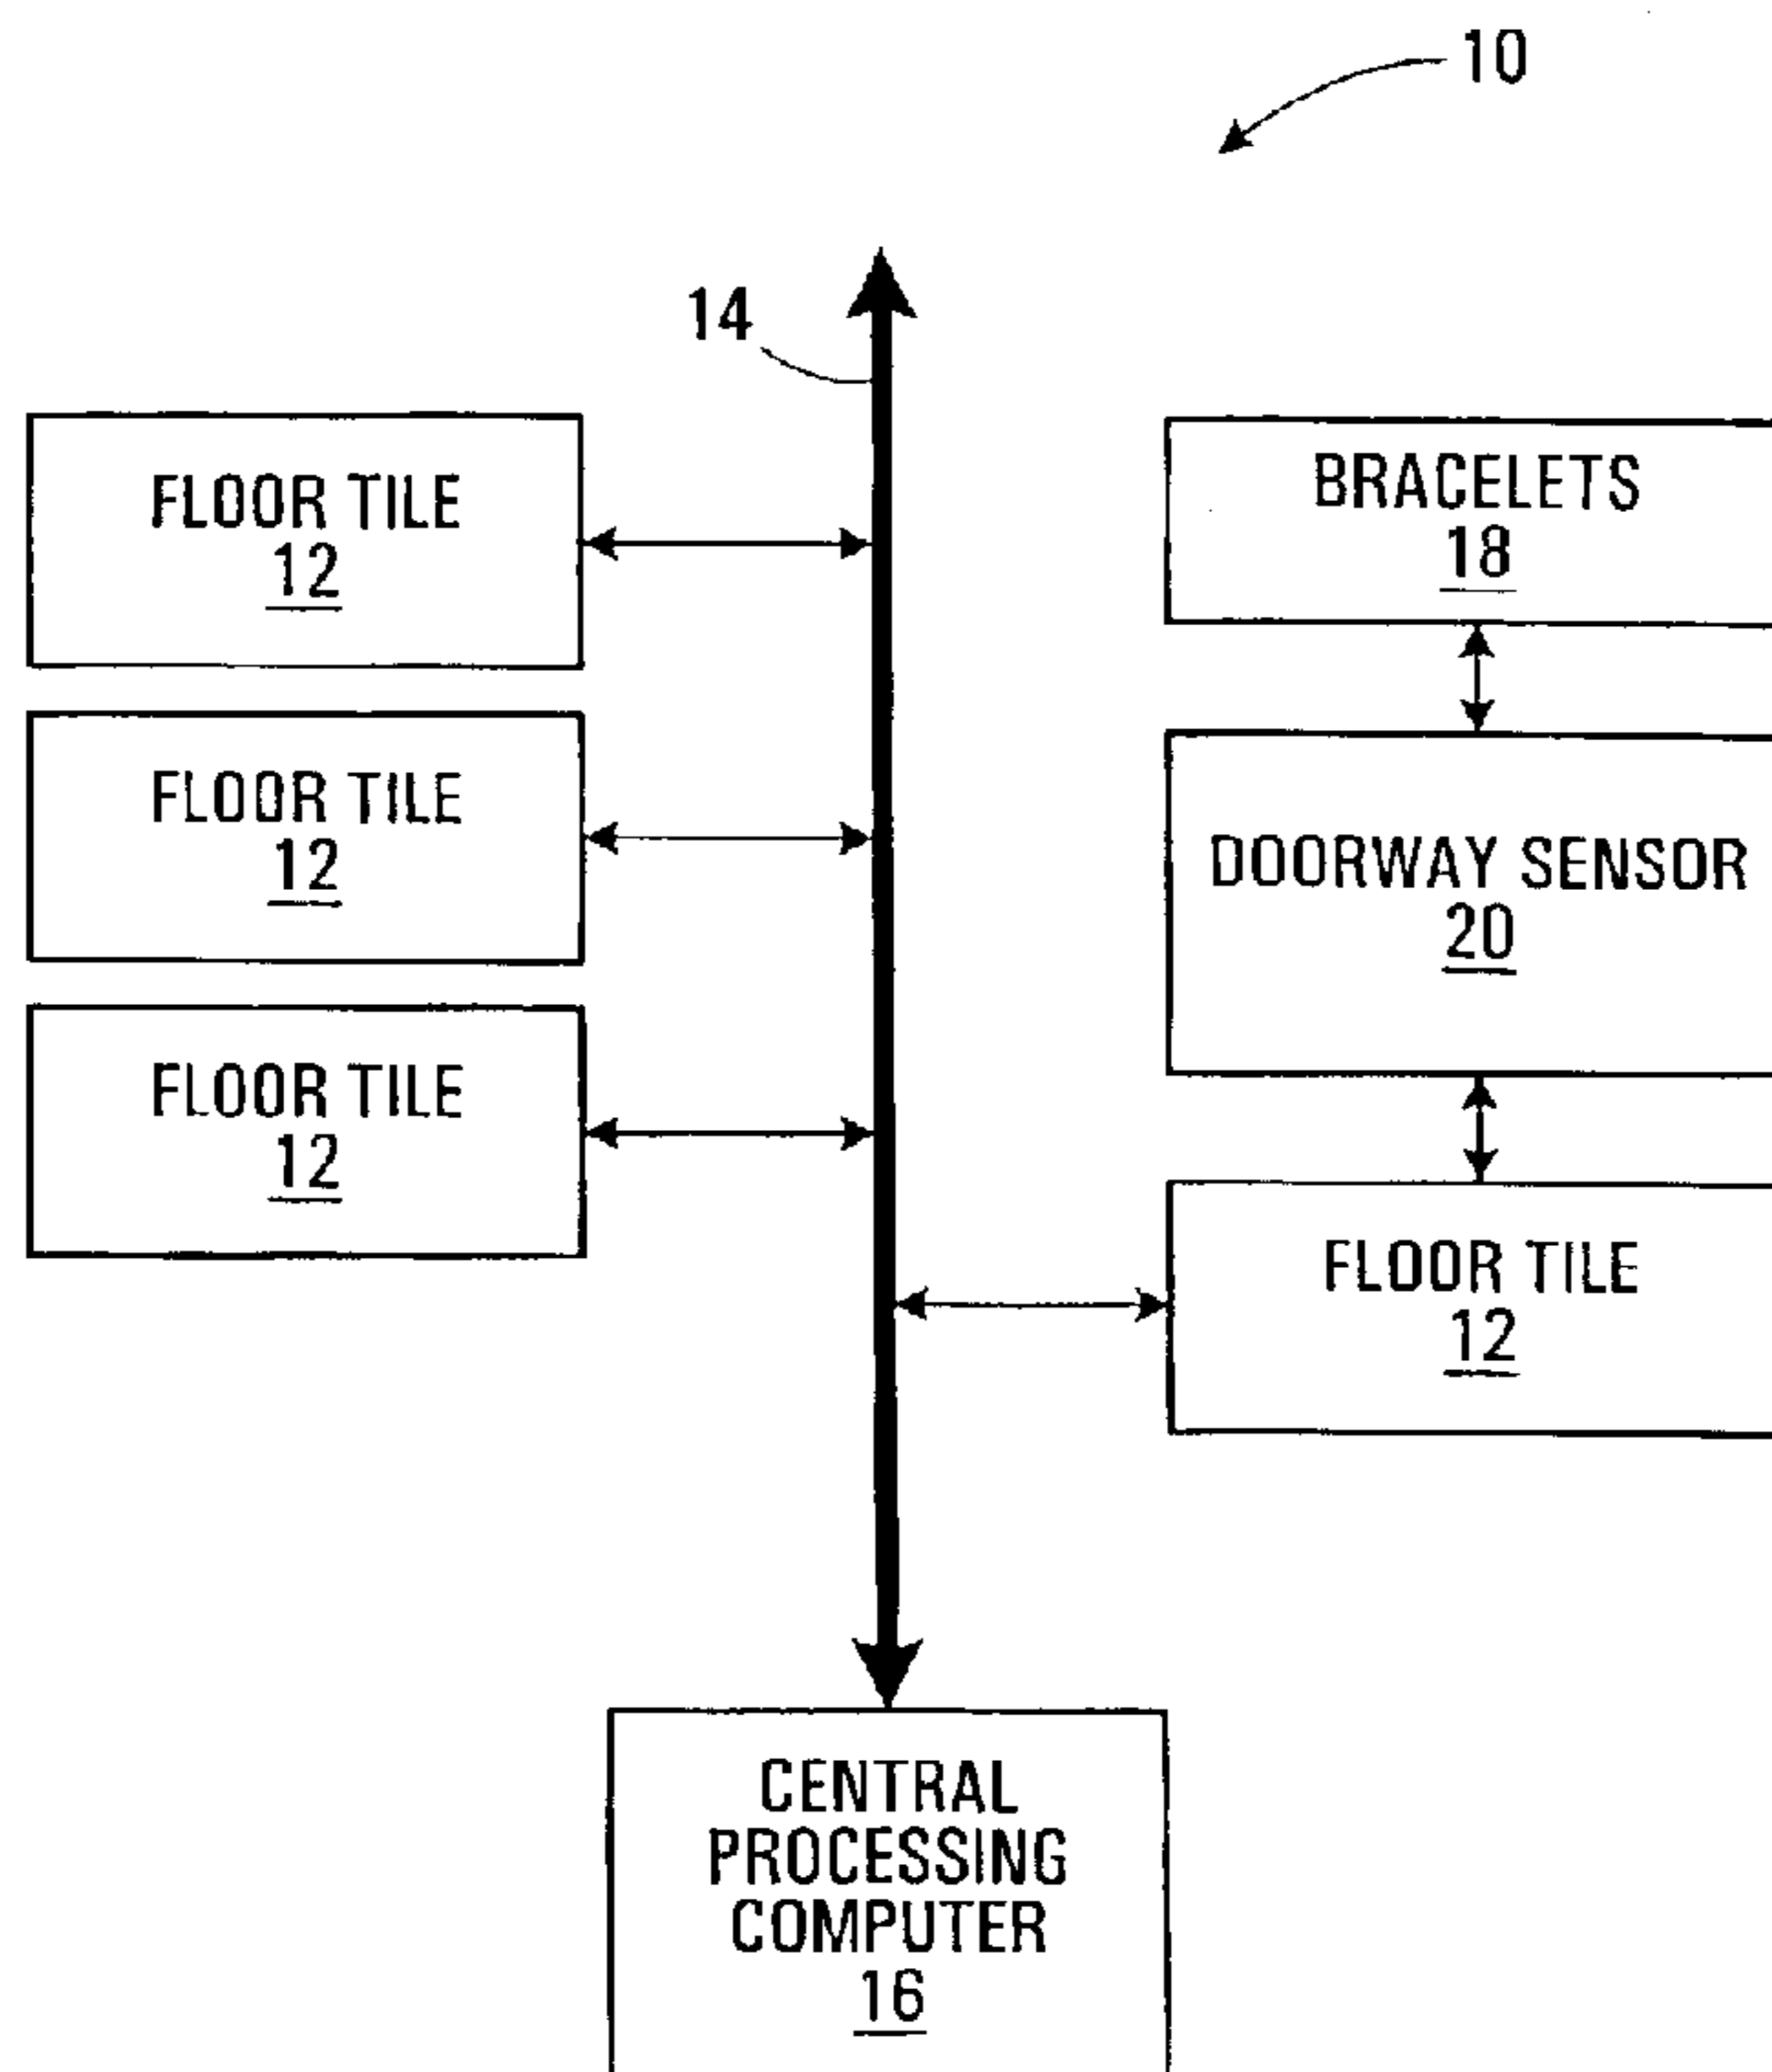 10
14
FLOOR TILE
12
FLOOR TILE
12
FLOOR TILE
12
BRACELETS
18
DOORWAY SENSOR
20
FLOOR TILE
12
CENTRAL
PROCESSING
COMPUTER
16